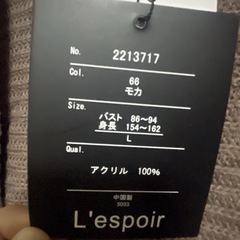 No. 2213717
Col.
66
モカ
Size.
バスト 86～94
身長 154～162
L
Qual.
アクリル 100%
中国製
5093
L'espoir